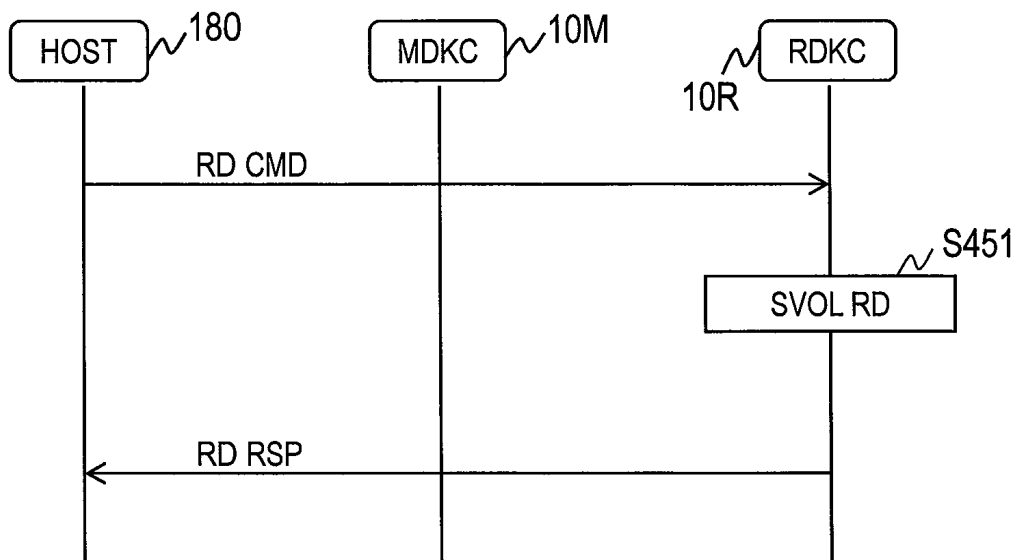 HOST
180
MDKC
10M
RDKC
10R
RD CMD
S451
SVOL RD
RD RSP